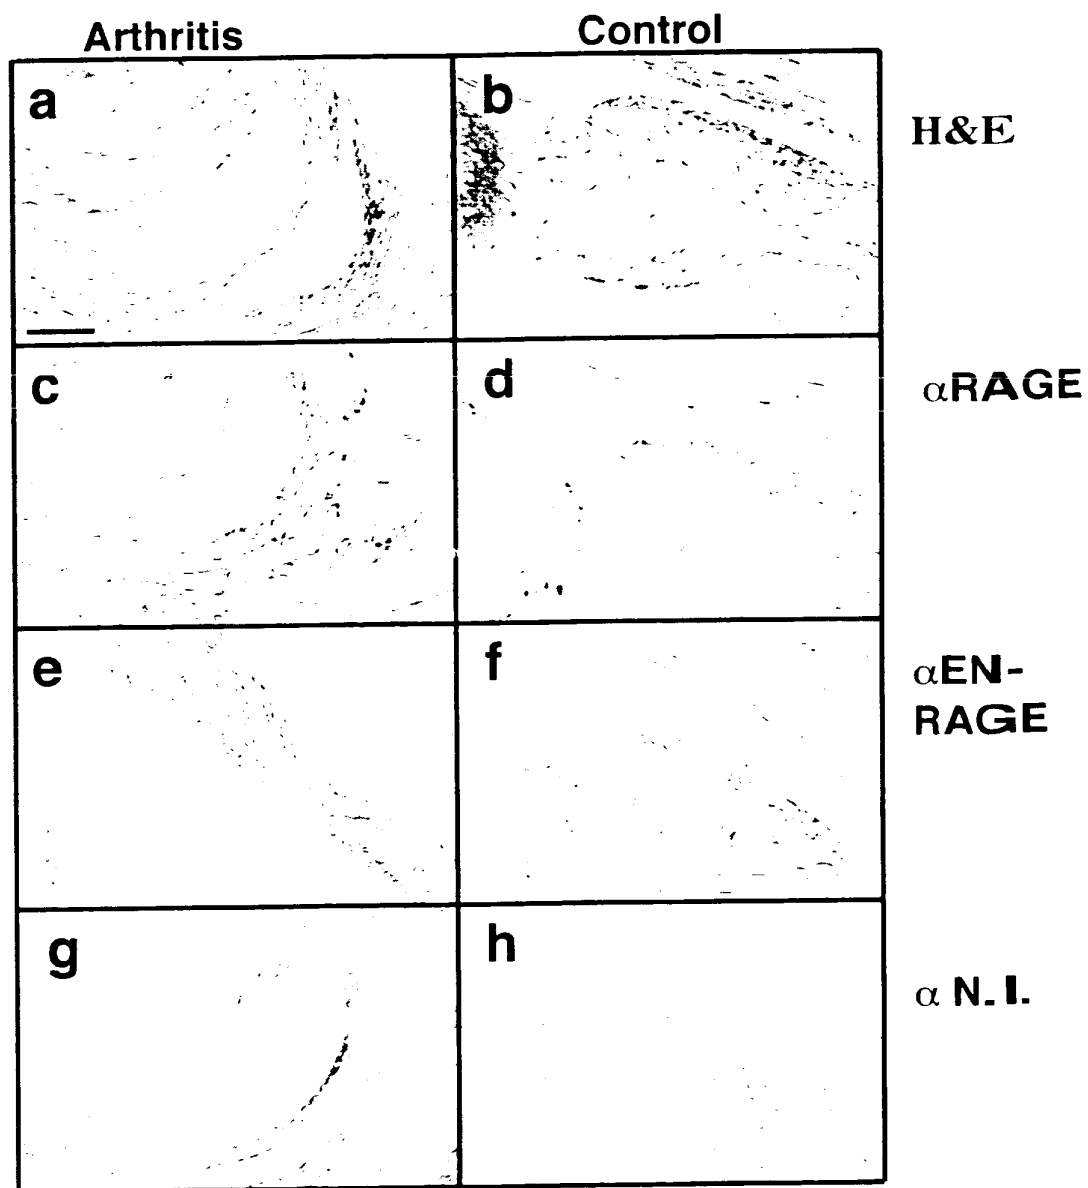 Arthritis Control
a b H&E
c d αRAGE
e f αEN-
RAGE
g h α N.I.